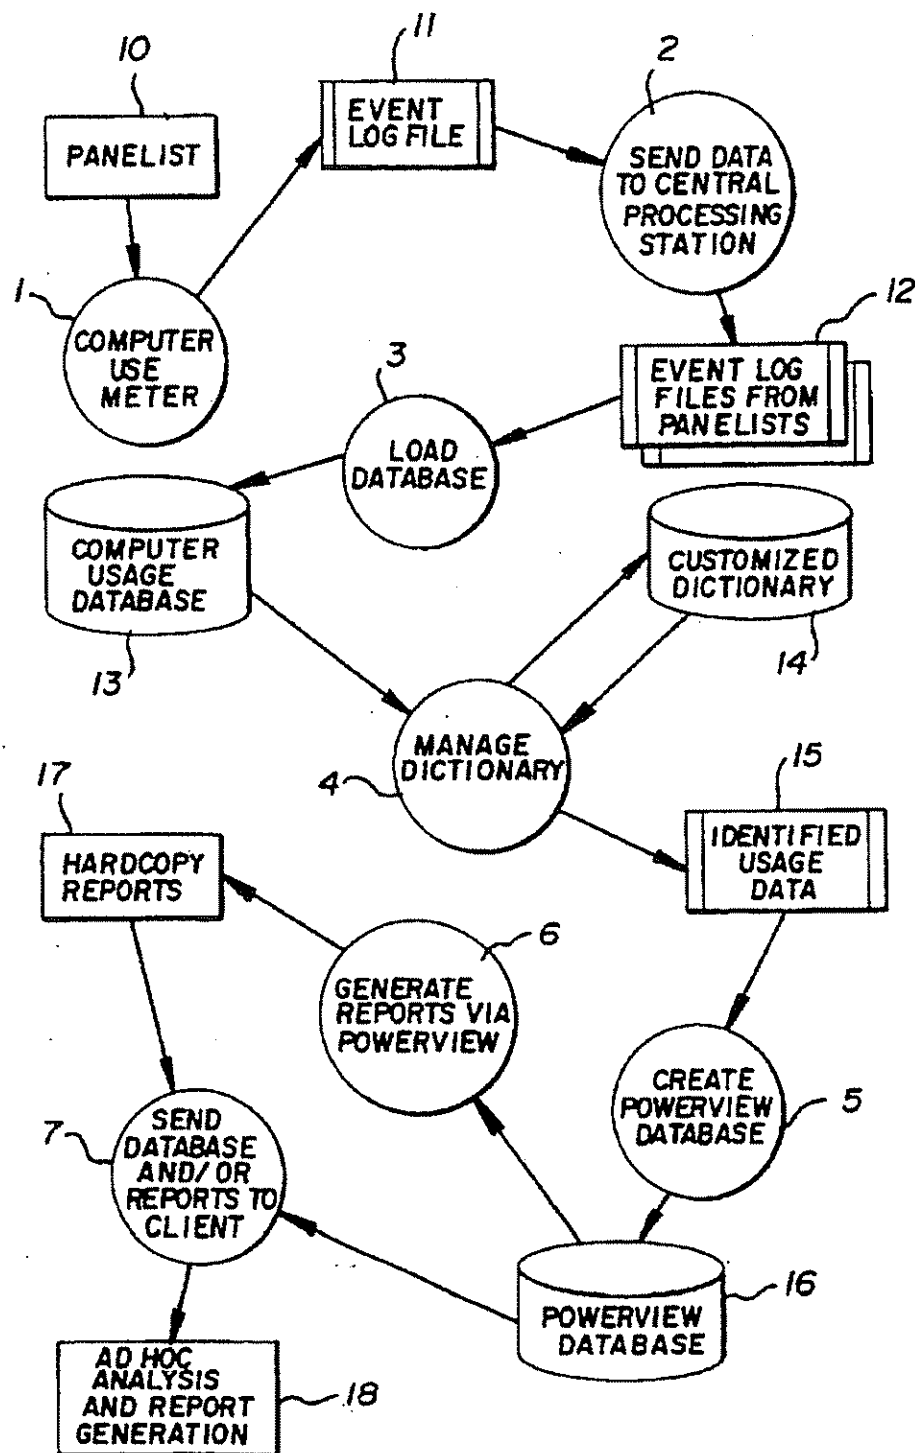 10
PANELIST
11
EVENT
LOG FILE
2
SEND DATA
TO CENTRAL
PROCESSING
STATION
1
COMPUTER
USE
METER
12
EVENT LOG
FILES FROM
PANELISTS
3
LOAD
DATABASE
COMPUTER
USAGE
DATABASE
13
CUSTOMIZED
DICTIONARY
14
MANAGE
DICTIONARY
4
15
IDENTIFIED
USAGE
DATA
17
HARDCOPY
REPORTS
6
GENERATE
REPORTS VIA
POWERVIEW
CREATE
POWERVIEW
DATABASE
5
7
SEND
DATABASE
AND/OR
REPORTS TO
CLIENT
POWERVIEW
DATABASE
16
AD HOC
ANALYSIS
AND REPORT
GENERATION
18